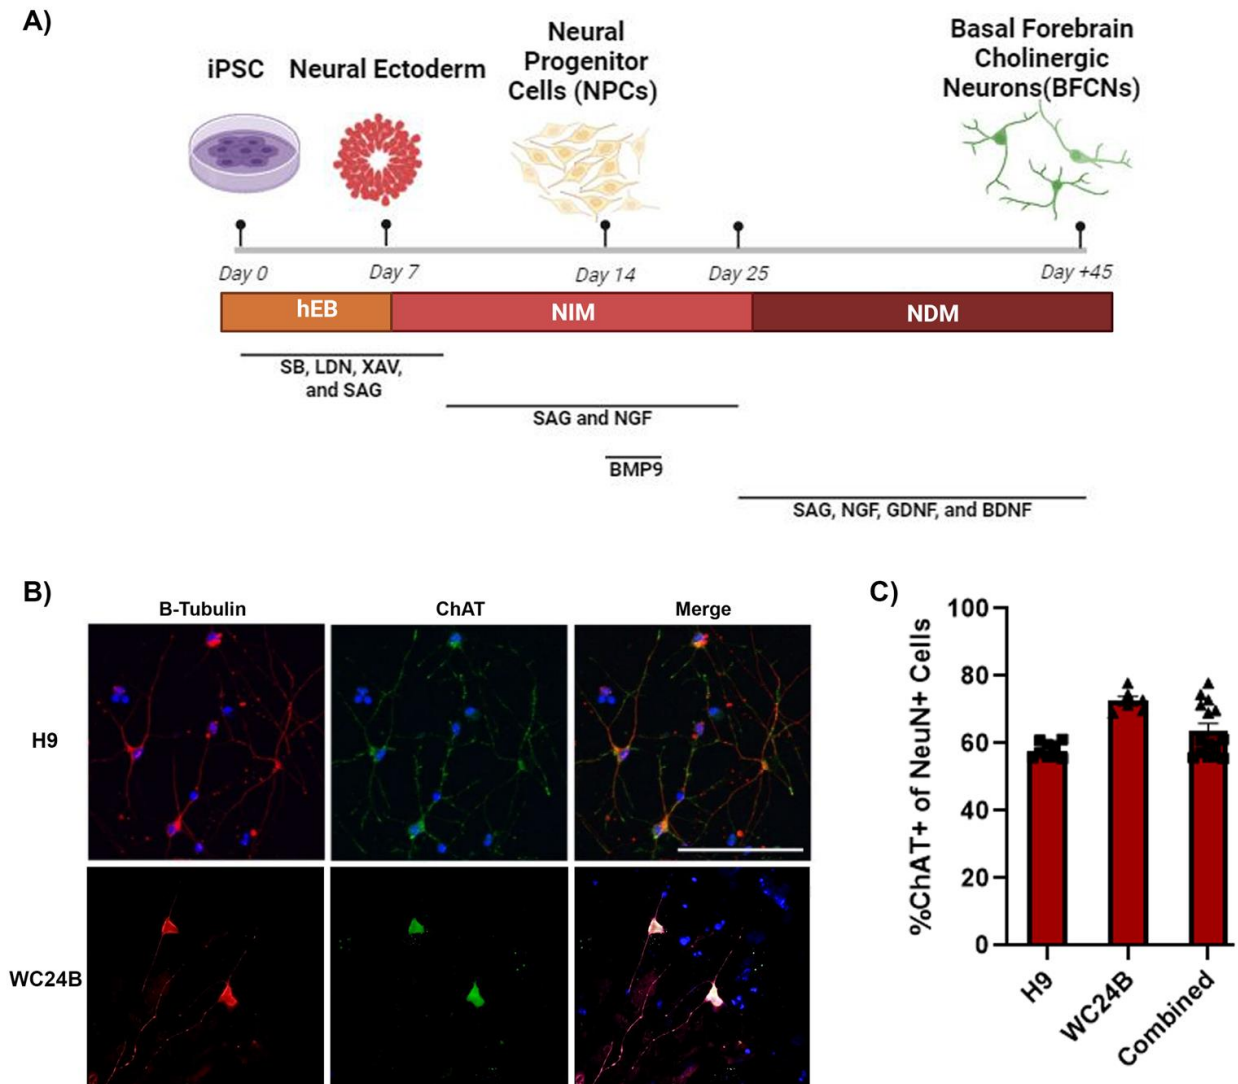 A)
iPSC
Neural Ectoderm
Neural
Progenitor
Cells (NPCs)
Basal Forebrain
Cholinergic
Neurons(BFCNs)
Day 0
Day 7
Day 14
Day 25
Day +45
hEB
NIM
NDM
SB, LDN, XAV,
and SAG
SAG and NGF
BMP9
SAG, NGF, GDNF, and BDNF
B)
B-Tubulin
ChAT
Merge
H9
WC24B
C)
%ChAT+ of NeuN+ Cells
100
80
60
40
20
0
H9
WC24B
Combined